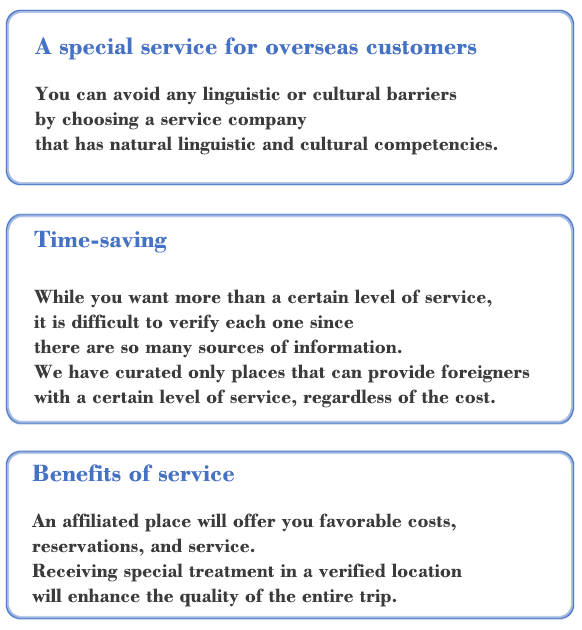 A special service for overseas customers
You can avoid any linguistic or cultural barriers
by choosing a service company
that has natural linguistic and cultural competencies.
Time-saving
While you want more than a certain level of service,
it is difficult to verify each one since
there are so many sources of information.
We have curated only places that can provide foreigners
with a certain level of service, regardless of the cost.
Benefits of service
An affiliated place will offer you favorable costs,
reservations, and service.
Receiving special treatment in a verified location
will enhance the quality of the entire trip.